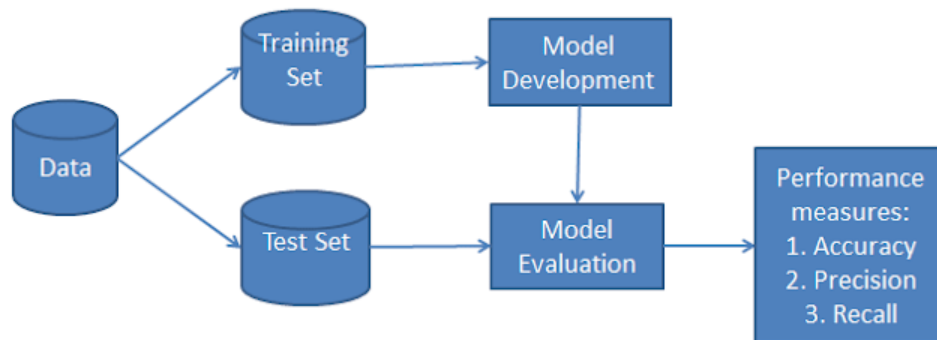 Training
Set
Model
Development
Data
Test Set
Model
Evaluation
Performance
measures:
1. Accuracy
2. Precision
3. Recall